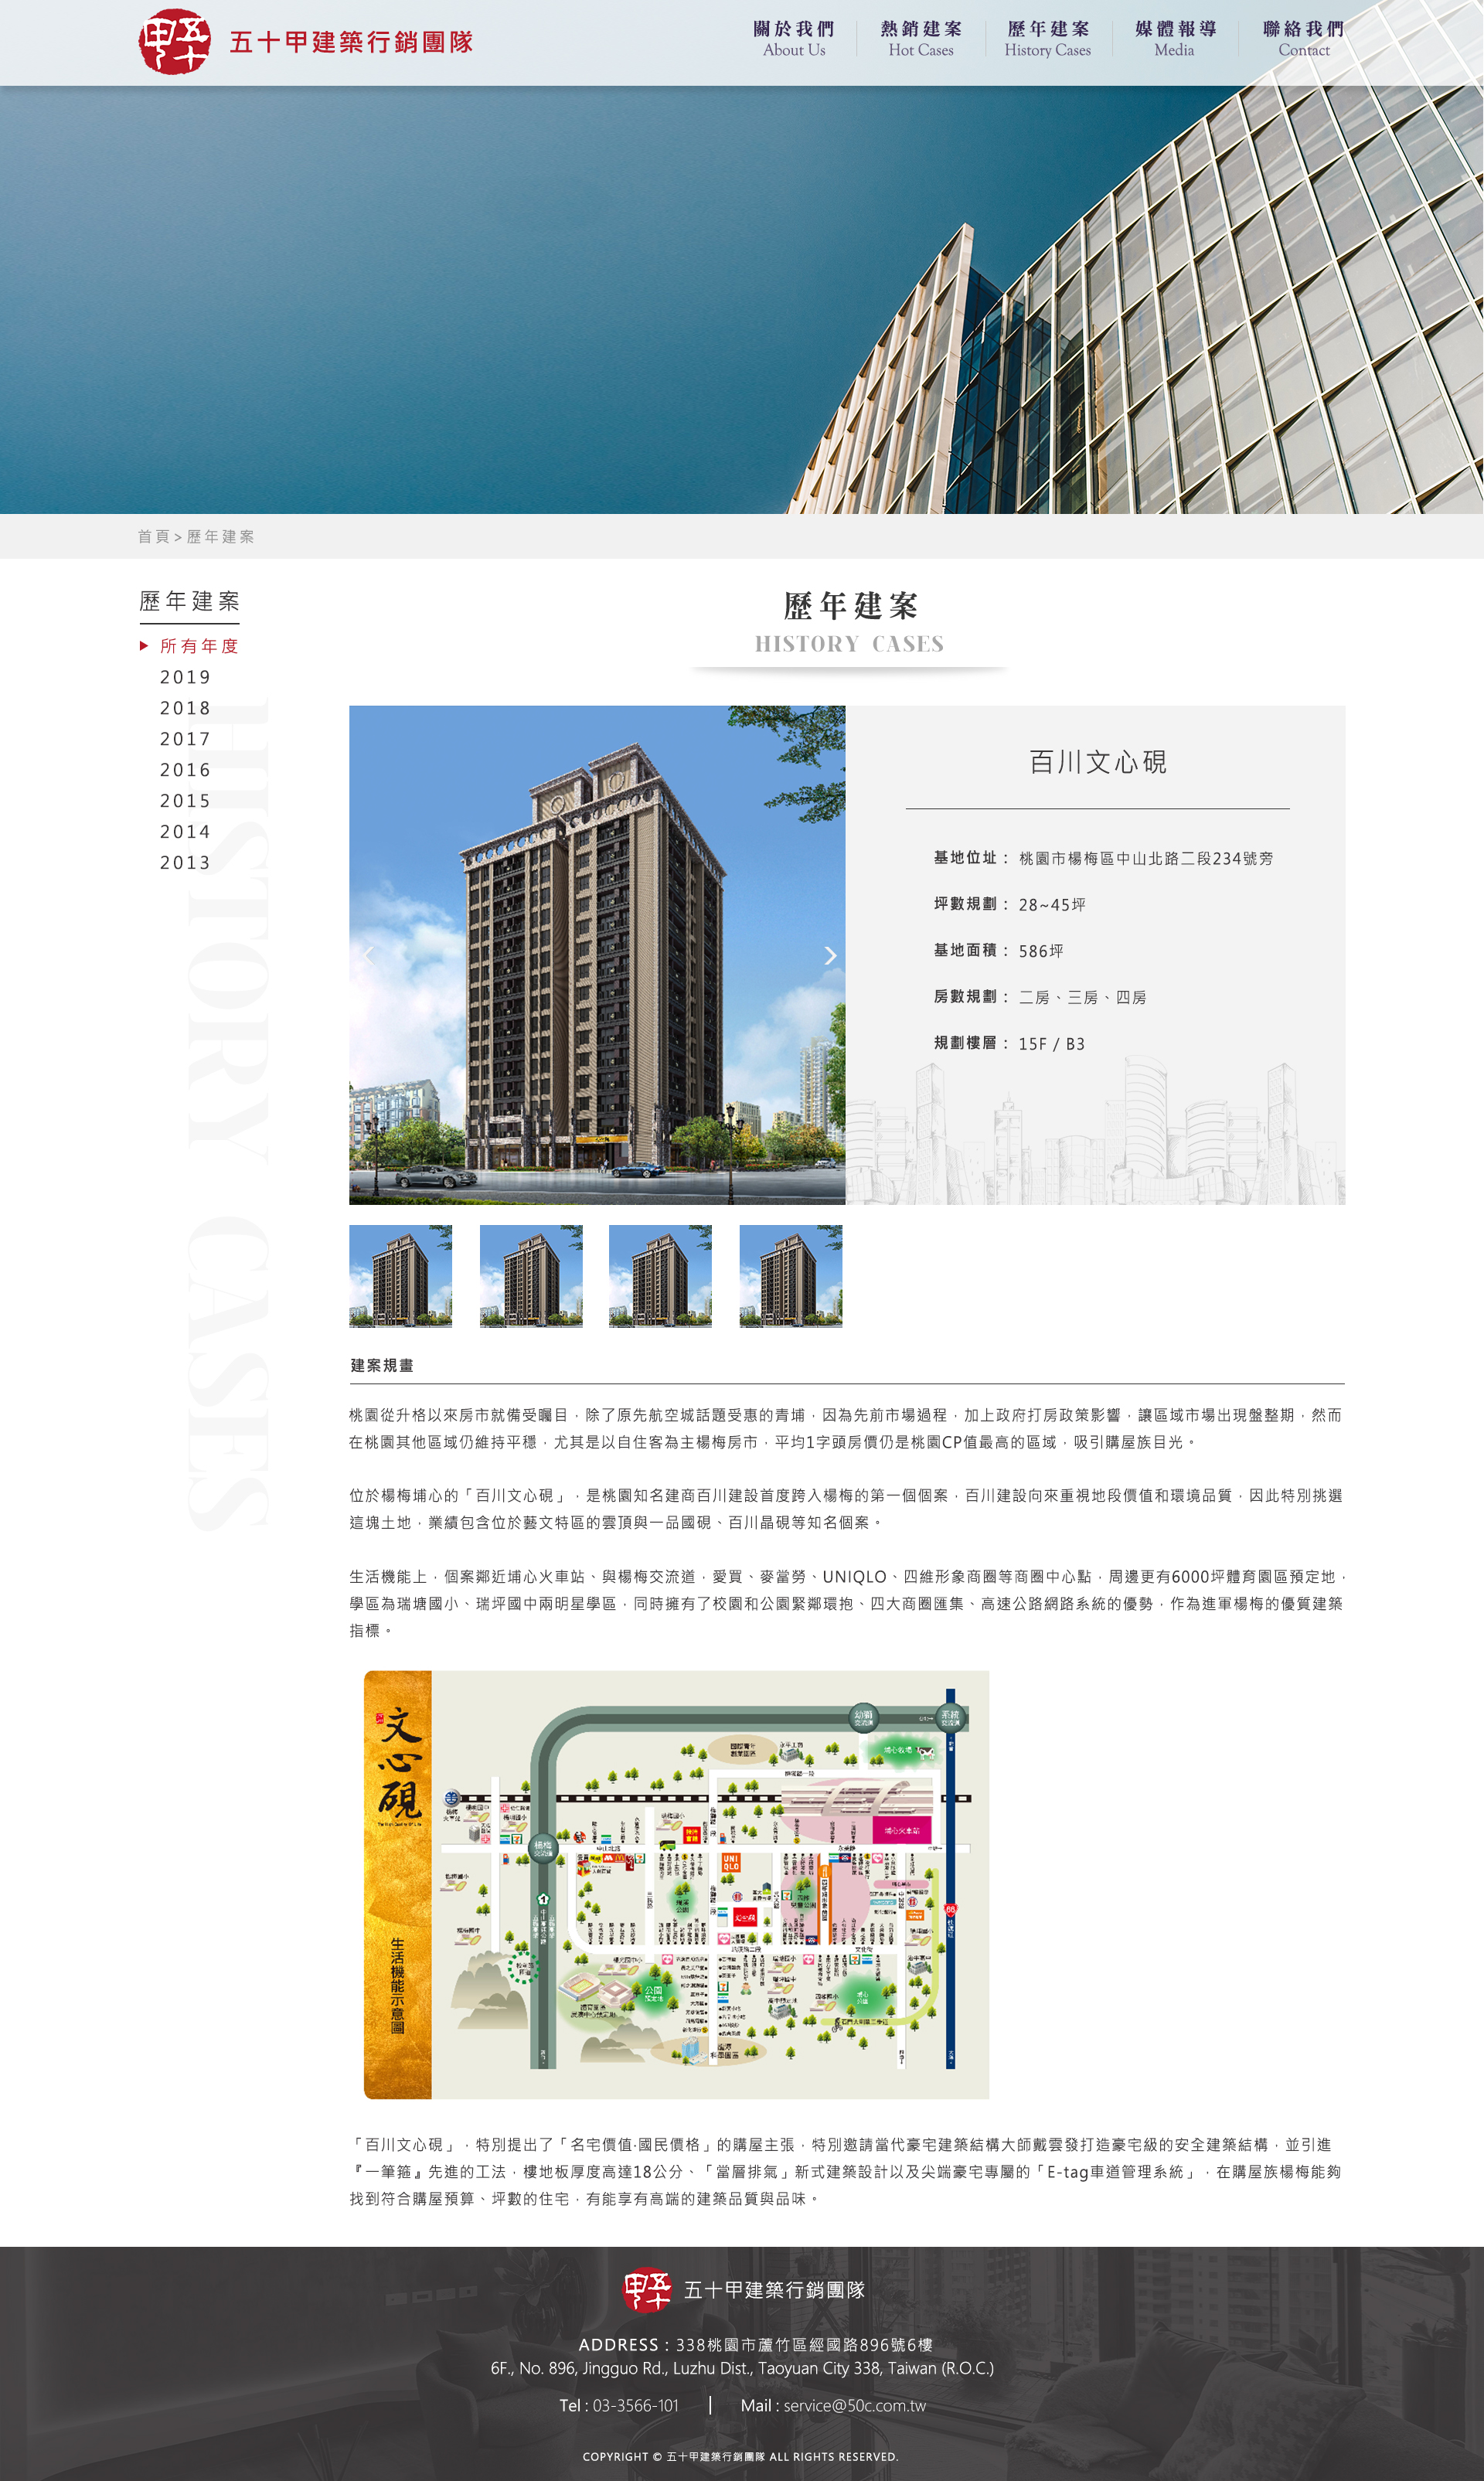 五十甲建築行銷團隊
關於我們 熱銷建案 歷年建案 媒體報導 聯絡我們
About Us Hot Cases History Cases Media Contact
首頁 > 歷年建案
歷年建案
所有年度
2019
2018
2017
2016
2015
2014
2013
HISTORY CASES
歷年建案
HISTORY CASES
百川文心硯
基地位址： 桃園市楊梅區中山北路二段234號旁
坪數規劃： 28~45坪
基地面積： 586坪
房數規劃： 二房、三房、四房
規劃樓層： 15F / B3
建案規畫
桃園從升格以來房市就備受矚目，除了原先航空城話題受惠的青埔，因為先前市場過程，加上政府打房政策影響，讓區域市場出現盤整期，然而
在桃園其他區域仍維持平穩，尤其是以自住客為主楊梅房市，平均1字頭房價仍是桃園CP值最高的區域，吸引購屋族目光。
位於楊梅埔心的「百川文心硯」，是桃園知名建商百川建設首度跨入楊梅的第一個個案，百川建設向來重視地段價值和環境品質，因此特別挑選
這塊土地，業績包含位於藝文特區的雲頂與一品國硯、百川晶硯等知名個案。
生活機能上，個案鄰近埔心火車站、與楊梅交流道，愛買、麥當勞、UNIQLO、四維形象商圈等商圈中心點，周邊更有6000坪體育園區預定地，
學區為瑞塘國小、瑞坪國中兩明星學區，同時擁有了校園和公園緊鄰環抱、四大商圈匯集、高速公路網路系統的優勢，作為進軍楊梅的優質建築
指標。
文心硯
生活機能示意圖
幼獅
交流道
系統
交流道
埔心牧場
埔心火車站
楊梅
交流道
UNI
QLO
公園
預定地
66
「百川文心硯」，特別提出了「名宅價值‧國民價格」的購屋主張，特別邀請當代豪宅建築結構大師戴雲發打造豪宅級的安全建築結構，並引進
『一筆箍』先進的工法，樓地板厚度高達18公分、「當層排氣」新式建築設計以及尖端豪宅專屬的「E-tag車道管理系統」，在購屋族楊梅能夠
找到符合購屋預算、坪數的住宅，有能享有高端的建築品質與品味。
五十甲建築行銷團隊
ADDRESS : 338桃園市蘆竹區經國路896號6樓
6F., No. 896, Jingguo Rd., Luzhu Dist., Taoyuan City 338, Taiwan (R.O.C.)
Tel : 03-3566-101 | Mail : service@50c.com.tw
COPYRIGHT © 五十甲建築行銷團隊 ALL RIGHTS RESERVED.